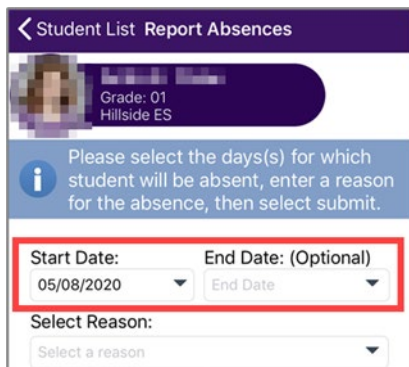 Student List Report Absences
Grade: 01
Hillside ES
i
Please select the days(s) for which
student will be absent, enter a reason
for the absence, then select submit.
Start Date: End Date: (Optional)
05/08/2020 End Date
Select Reason:
Select a reason